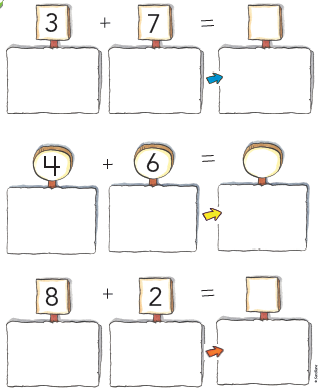 3 + 7 =
4 + 6 =
8 + 2 =